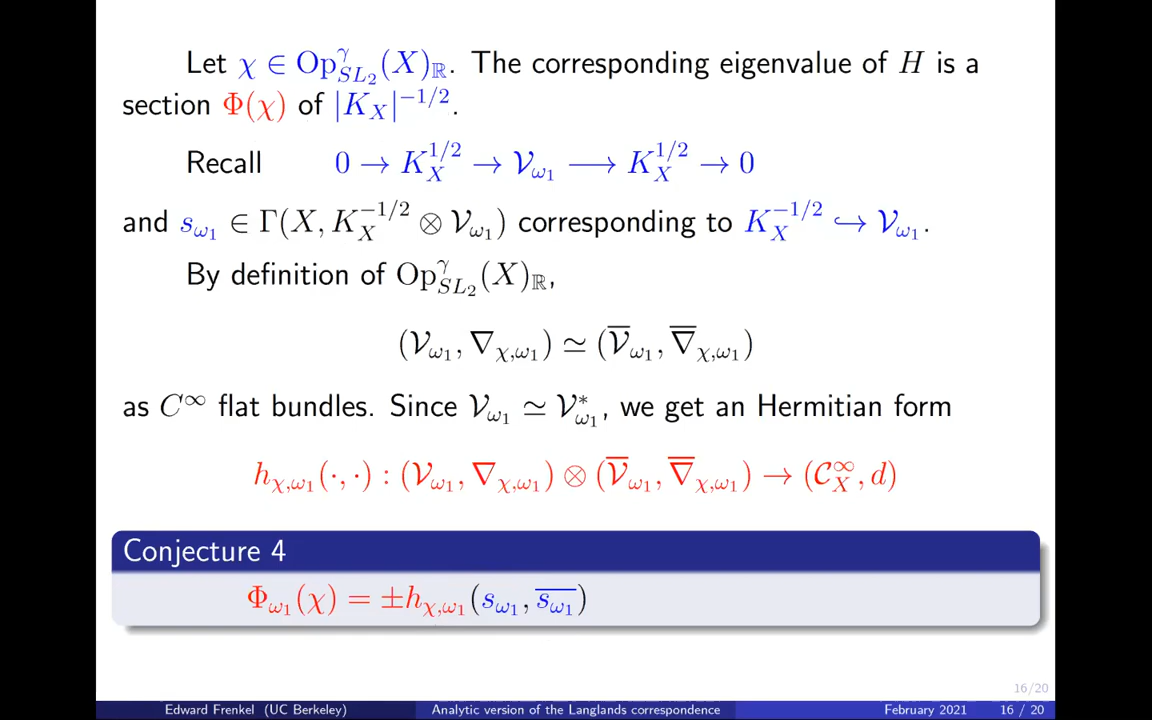 Let χ ∈ Op^γ_{SL_2}(X)_ℝ. The corresponding eigenvalue of H is a
section Φ(χ) of |K_X|^{-1/2}.
Recall 0 → K_X^{1/2} → 𝒱_{ω_1} ⟶ K_X^{1/2} → 0
and s_{ω_1} ∈ Γ(X, K_X^{-1/2} ⊗ 𝒱_{ω_1}) corresponding to K_X^{-1/2} ↪ 𝒱_{ω_1}.
By definition of Op^γ_{SL_2}(X)_ℝ,
(𝒱_{ω_1}, ∇_{χ,ω_1}) ≃ (\overline{𝒱}_{ω_1}, \overline{∇}_{χ,ω_1})
as C^∞ flat bundles. Since 𝒱_{ω_1} ≃ 𝒱^*_{ω_1}, we get an Hermitian form
h_{χ,ω_1}(·, ·) : (𝒱_{ω_1}, ∇_{χ,ω_1}) ⊗ (\overline{𝒱}_{ω_1}, \overline{∇}_{χ,ω_1}) → (𝒞_X^∞, d)
Conjecture 4
Φ_{ω_1}(χ) = ±h_{χ,ω_1}(s_{ω_1}, \overline{s_{ω_1}})
16/20
Edward Frenkel (UC Berkeley) Analytic version of the Langlands correspondence February 2021 16 / 20